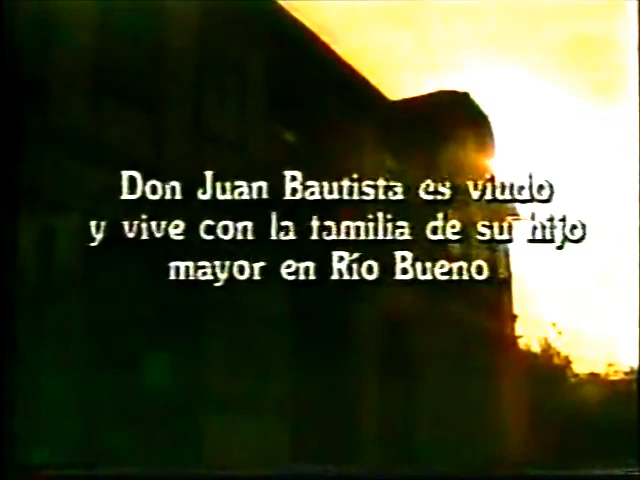 Don Juan Bautista es viudo
y vive con la familia de su hijo
mayor en Río Bueno